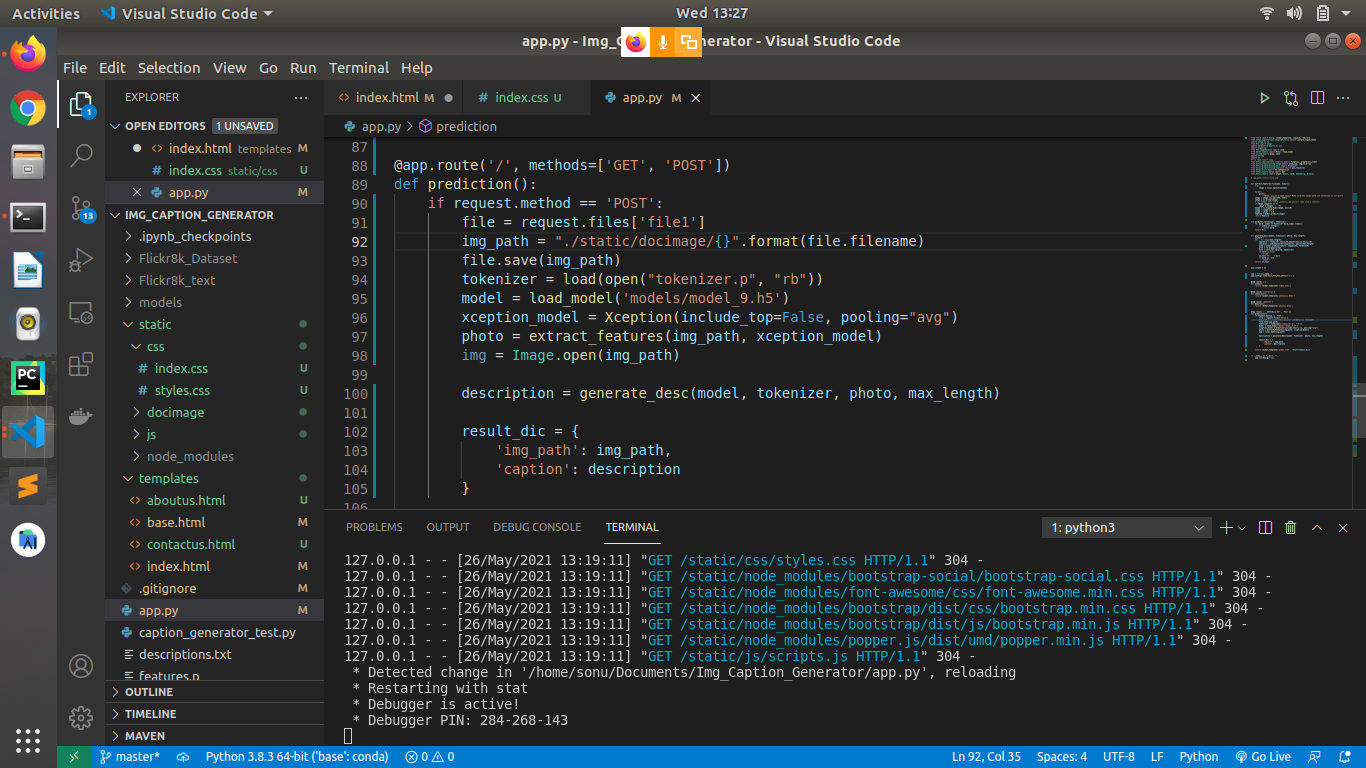 Activities Visual Studio Code Wed 13:27
app.py - Img_C enerator - Visual Studio Code
File Edit Selection View Go Run Terminal Help
EXPLORER
OPEN EDITORS 1 UNSAVED
index.html templates M
index.css static/css U
app.py M
IMG_CAPTION_GENERATOR
.ipynb_checkpoints
Flickr8k_Dataset
Flickr8k_text
models
static
css
index.css U
styles.css U
docimage
js
node_modules
templates
aboutus.html U
base.html M
contactus.html U
index.html M
.gitignore M
app.py M
caption_generator_test.py
descriptions.txt
features.p
OUTLINE
TIMELINE
MAVEN
1
13
PC
index.html M index.css U app.py M
app.py > prediction
87
88 @app.route('/', methods=['GET', 'POST'])
89 def prediction():
90 if request.method == 'POST':
91 file = request.files['file1']
92 img_path = "./static/docimage/{}".format(file.filename)
93 file.save(img_path)
94 tokenizer = load(open("tokenizer.p", "rb"))
95 model = load_model('models/model_9.h5')
96 xception_model = Xception(include_top=False, pooling="avg")
97 photo = extract_features(img_path, xception_model)
98 img = Image.open(img_path)
99
100 description = generate_desc(model, tokenizer, photo, max_length)
101
102 result_dic = {
103 'img_path': img_path,
104 'caption': description
105 }
106
PROBLEMS OUTPUT DEBUG CONSOLE TERMINAL 1: python3
127.0.0.1 - - [26/May/2021 13:19:11] "GET /static/css/styles.css HTTP/1.1" 304 -
127.0.0.1 - - [26/May/2021 13:19:11] "GET /static/node_modules/bootstrap-social/bootstrap-social.css HTTP/1.1" 304 -
127.0.0.1 - - [26/May/2021 13:19:11] "GET /static/node_modules/font-awesome/css/font-awesome.min.css HTTP/1.1" 304 -
127.0.0.1 - - [26/May/2021 13:19:11] "GET /static/node_modules/bootstrap/dist/css/bootstrap.min.css HTTP/1.1" 304 -
127.0.0.1 - - [26/May/2021 13:19:11] "GET /static/node_modules/bootstrap/dist/js/bootstrap.min.js HTTP/1.1" 304 -
127.0.0.1 - - [26/May/2021 13:19:11] "GET /static/node_modules/popper.js/dist/umd/popper.min.js HTTP/1.1" 304 -
127.0.0.1 - - [26/May/2021 13:19:11] "GET /static/js/scripts.js HTTP/1.1" 304 -
* Detected change in '/home/sonu/Documents/Img_Caption_Generator/app.py', reloading
* Restarting with stat
* Debugger is active!
* Debugger PIN: 284-268-143
master* Python 3.8.3 64-bit ('base': conda) 0 0 Ln 92, Col 35 Spaces: 4 UTF-8 LF Python Go Live